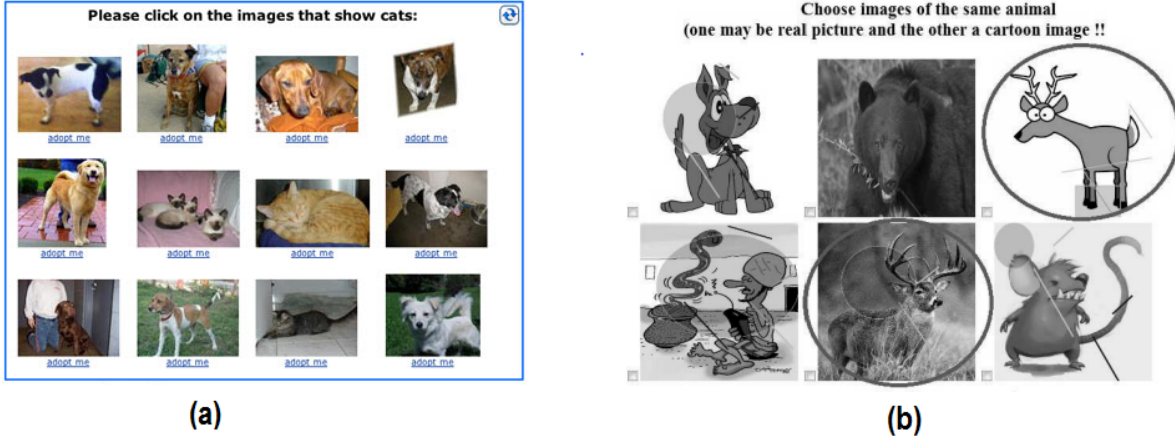 Please click on the images that show cats:
adopt me
adopt me
adopt me
adopt me
adopt me
adopt me
adopt me
adopt me
adopt me
adopt me
adopt me
adopt me
(a)
Choose images of the same animal
(one may be real picture and the other a cartoon image !!
(b)